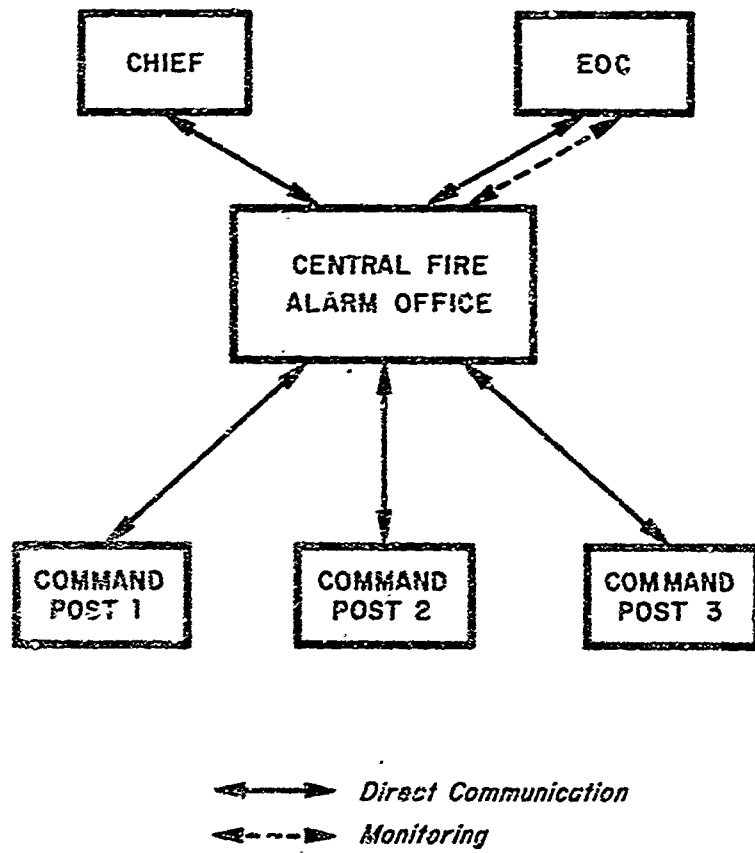 CHIEF
EOC
CENTRAL FIRE
ALARM OFFICE
COMMAND
POST 1
COMMAND
POST 2
COMMAND
POST 3
Direct Communication
Monitoring